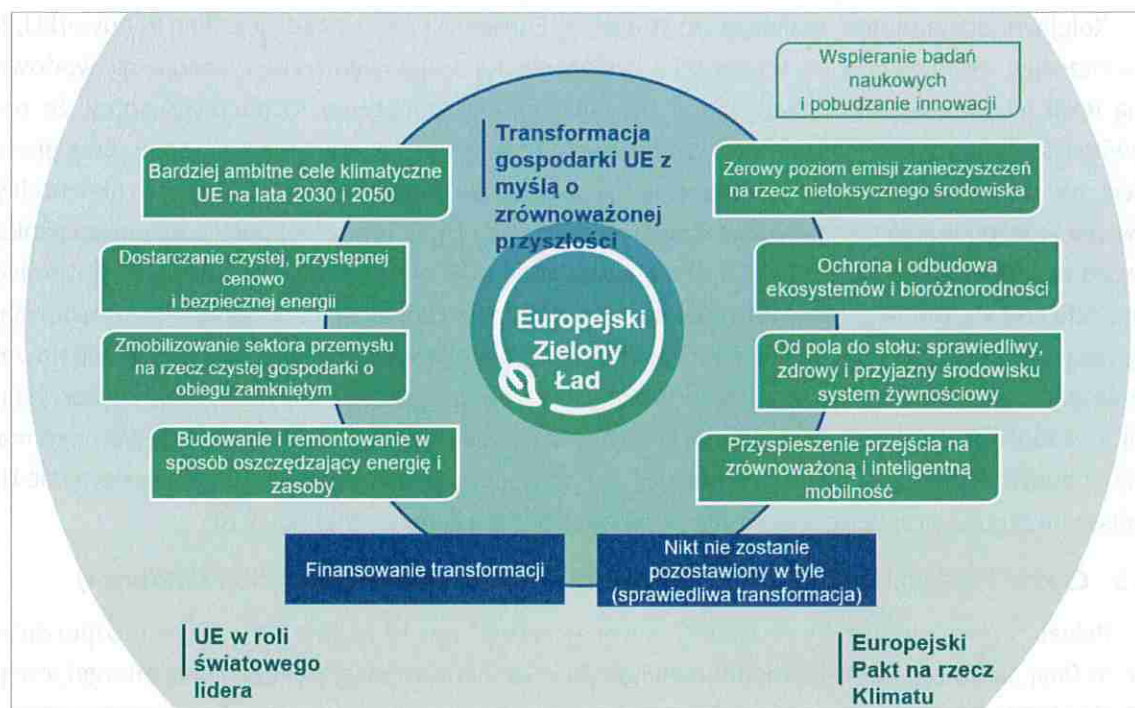 Wspieranie badań
naukowych
i pobudzanie innowacji
Transformacja
gospodarki UE z
myślą o
zrównoważonej
przyszłości
Bardziej ambitne cele klimatyczne
UE na lata 2030 i 2050
Dostarczanie czystej, przystępnej
cenowo
i bezpiecznej energii
Zmobilizowanie sektora przemysłu
na rzecz czystej gospodarki o
obiegu zamkniętym
Budowanie i remontowanie w
sposób oszczędzający energię i
zasoby
Zerowy poziom emisji zanieczyszczeń
na rzecz nietoksycznego środowiska
Ochrona i odbudowa
ekosystemów i bioróżnorodności
Od pola do stołu: sprawiedliwy,
zdrowy i przyjazny środowisku
system żywnościowy
Przyspieszenie przejścia na
zrównoważoną i inteligentną
mobilność
Europejski
Zielony
Ład
Finansowanie transformacji
Nikt nie zostanie
pozostawiony w tyle
(sprawiedliwa transformacja)
UE w roli
światowego
lidera
Europejski
Pakt na rzecz
Klimatu